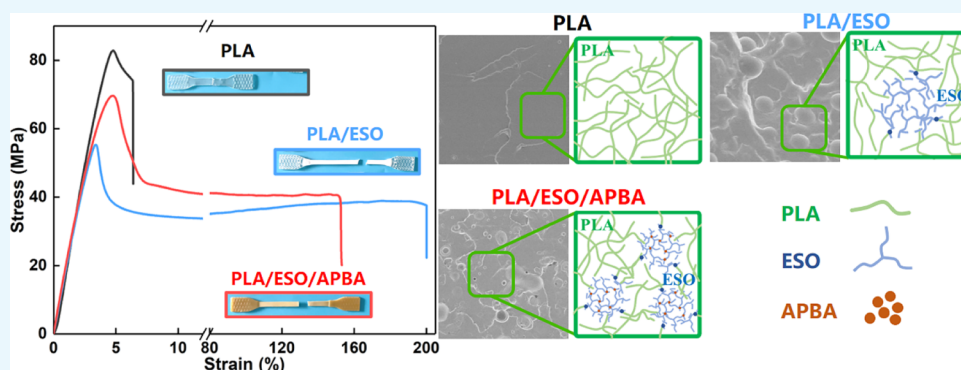 Stress (MPa)
80
60
40
20
0
0
5
10
80
120
160
200
Strain (%)
PLA
PLA/ESO
PLA/ESO/APBA
PLA
PLA
PLA/ESO
PLA
ESO
PLA/ESO/APBA
PLA
ESO
PLA
ESO
APBA